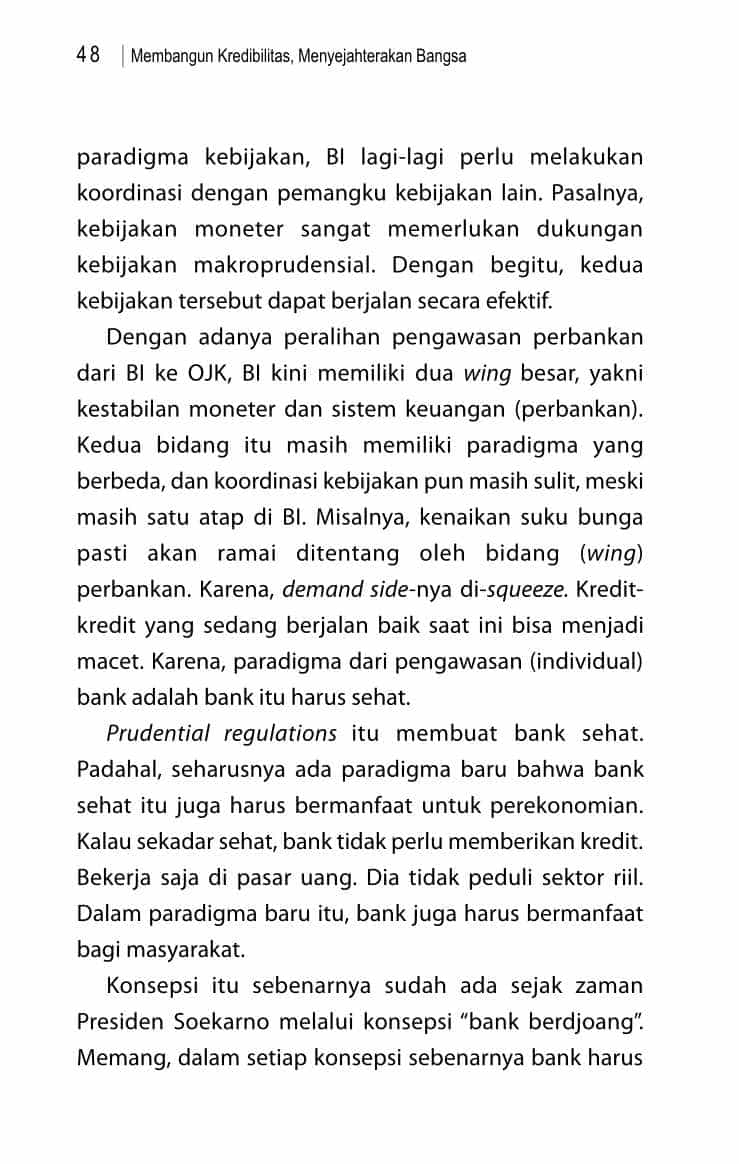 48 | Membangun Kredibilitas, Menyejahterakan Bangsa
paradigma kebijakan, BI lagi-lagi perlu melakukan
koordinasi dengan pemangku kebijakan lain. Pasalnya,
kebijakan moneter sangat memerlukan dukungan
kebijakan makroprudensial. Dengan begitu, kedua
kebijakan tersebut dapat berjalan secara efektif.
Dengan adanya peralihan pengawasan perbankan
dari BI ke OJK, BI kini memiliki dua wing besar, yakni
kestabilan moneter dan sistem keuangan (perbankan).
Kedua bidang itu masih memiliki paradigma yang
berbeda, dan koordinasi kebijakan pun masih sulit, meski
masih satu atap di BI. Misalnya, kenaikan suku bunga
pasti akan ramai ditentang oleh bidang (wing)
perbankan. Karena, demand side-nya di-squeeze. Kredit-
kredit yang sedang berjalan baik saat ini bisa menjadi
macet. Karena, paradigma dari pengawasan (individual)
bank adalah bank itu harus sehat.
Prudential regulations itu membuat bank sehat.
Padahal, seharusnya ada paradigma baru bahwa bank
sehat itu juga harus bermanfaat untuk perekonomian.
Kalau sekadar sehat, bank tidak perlu memberikan kredit.
Bekerja saja di pasar uang. Dia tidak peduli sektor riil.
Dalam paradigma baru itu, bank juga harus bermanfaat
bagi masyarakat.
Konsepsi itu sebenarnya sudah ada sejak zaman
Presiden Soekarno melalui konsepsi “bank berdjoang”.
Memang, dalam setiap konsepsi sebenarnya bank harus